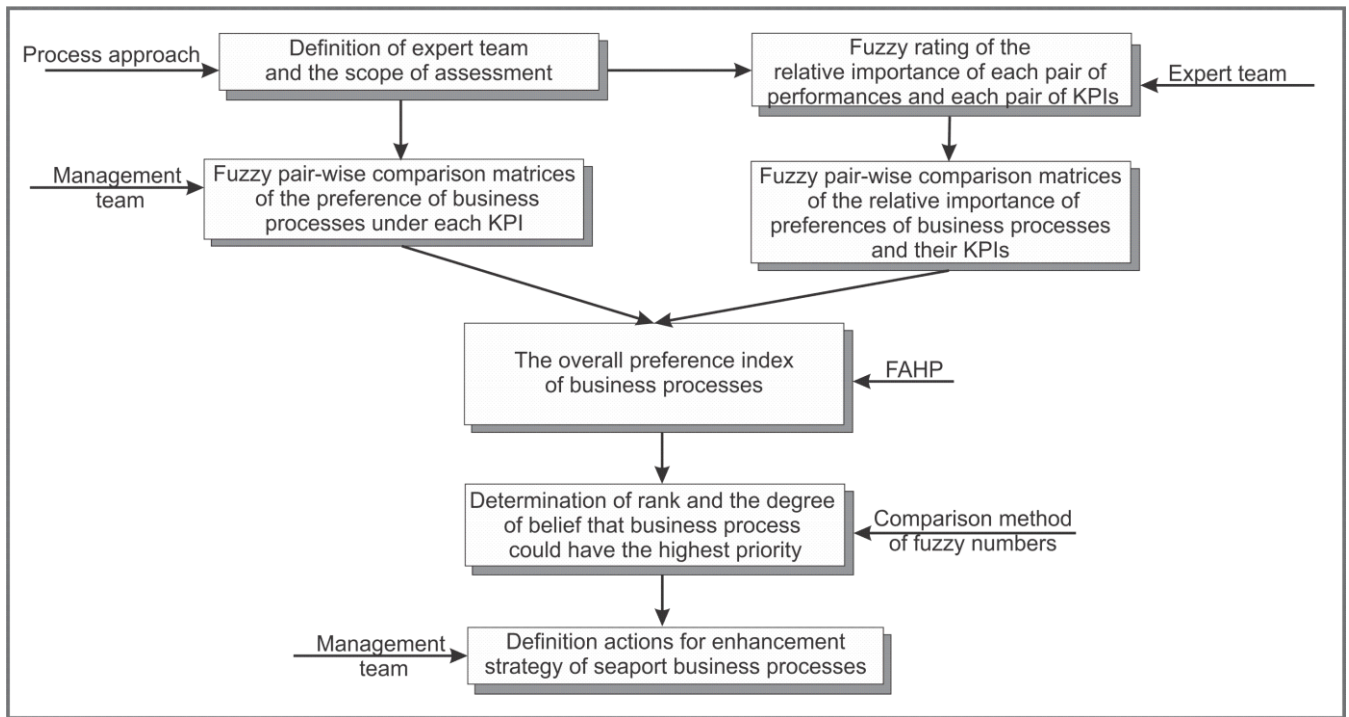 Process approach
Definition of expert team
and the scope of assessment
Fuzzy rating of the
relative importance of each pair of
performances and each pair of KPIs
Expert team
Management
team
Fuzzy pair-wise comparison matrices
of the preference of business
processes under each KPI
Fuzzy pair-wise comparison matrices
of the relative importance of
preferences of business processes
and their KPIs
The overall preference index
of business processes
FAHP
Determination of rank and the degree
of belief that business process
could have the highest priority
Comparison method
of fuzzy numbers
Management
team
Definition actions for enhancement
strategy of seaport business processes